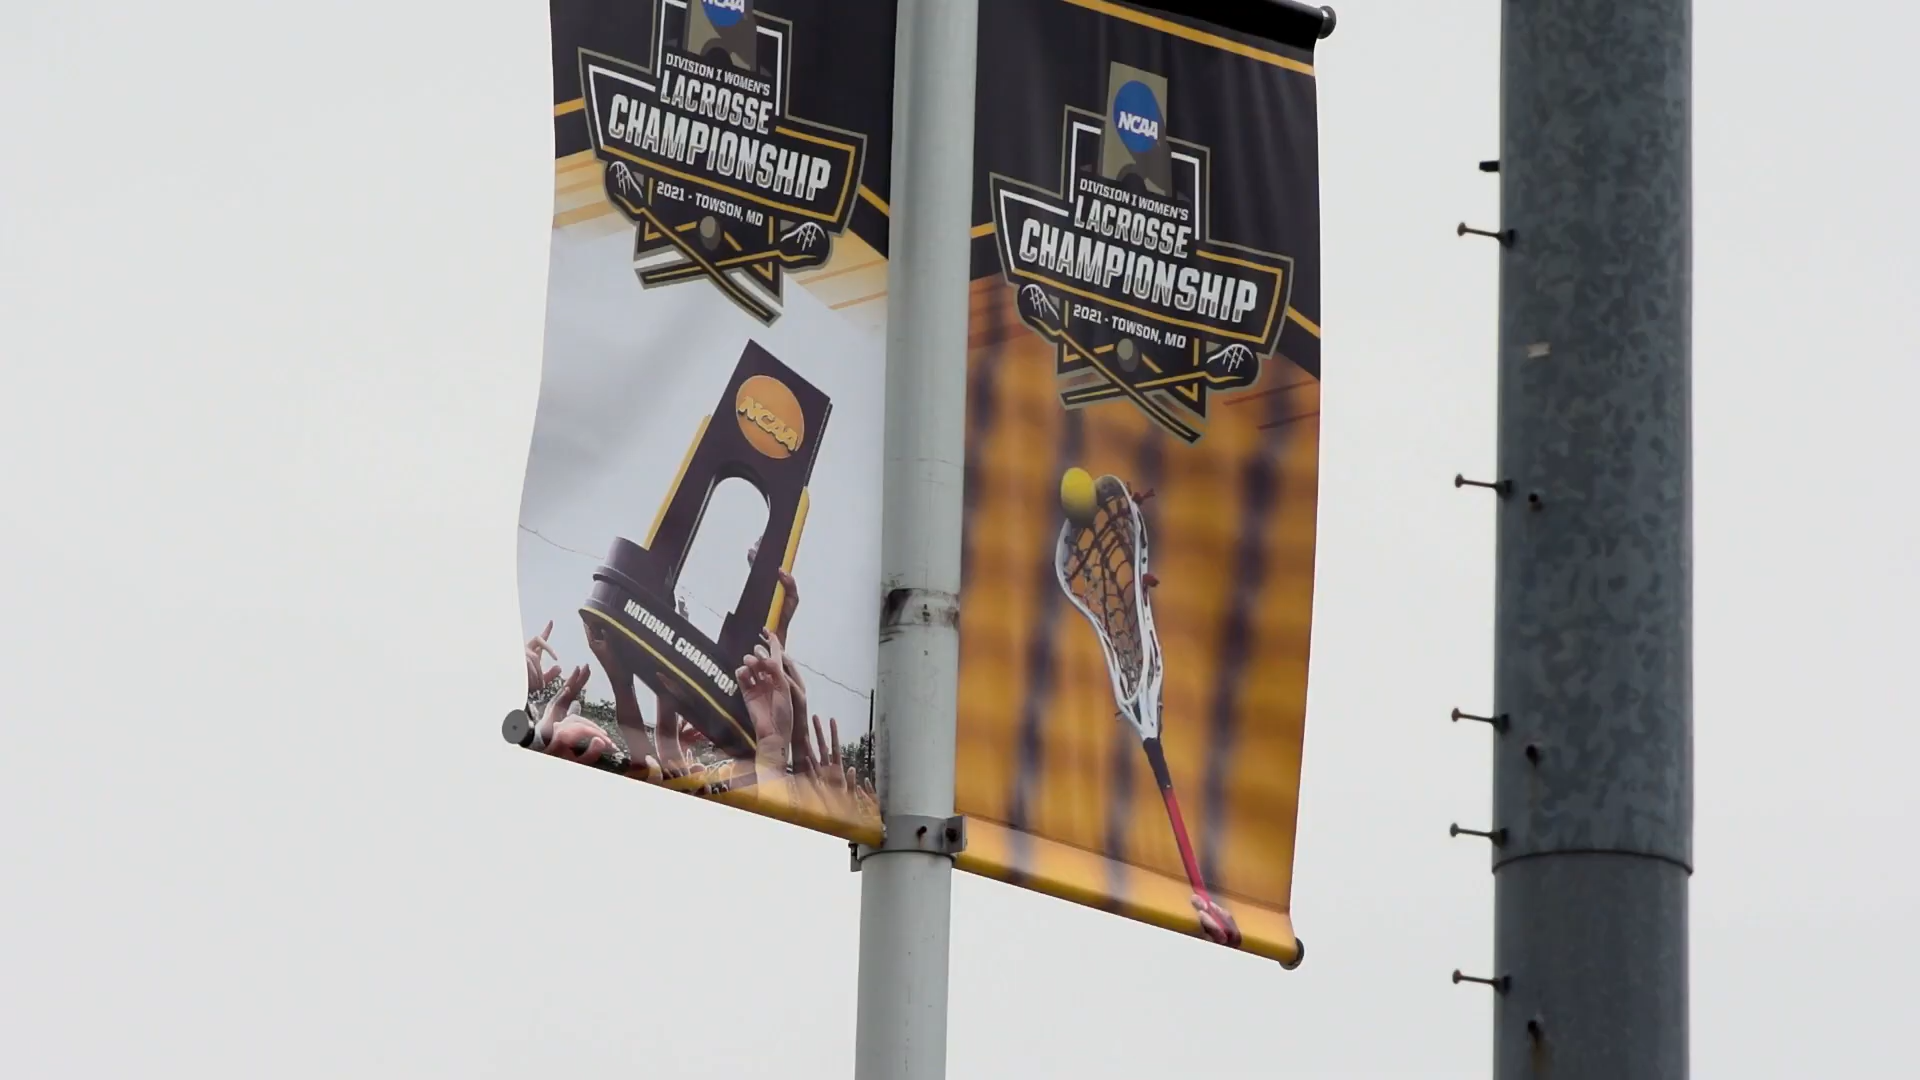 NCAA
DIVISION I WOMEN'S
LACROSSE
CHAMPIONSHIP
2021 - TOWSON, MD
NCAA
NATIONAL CHAMPION
NCAA
DIVISION I WOMEN'S
LACROSSE
CHAMPIONSHIP
2021 - TOWSON, MD